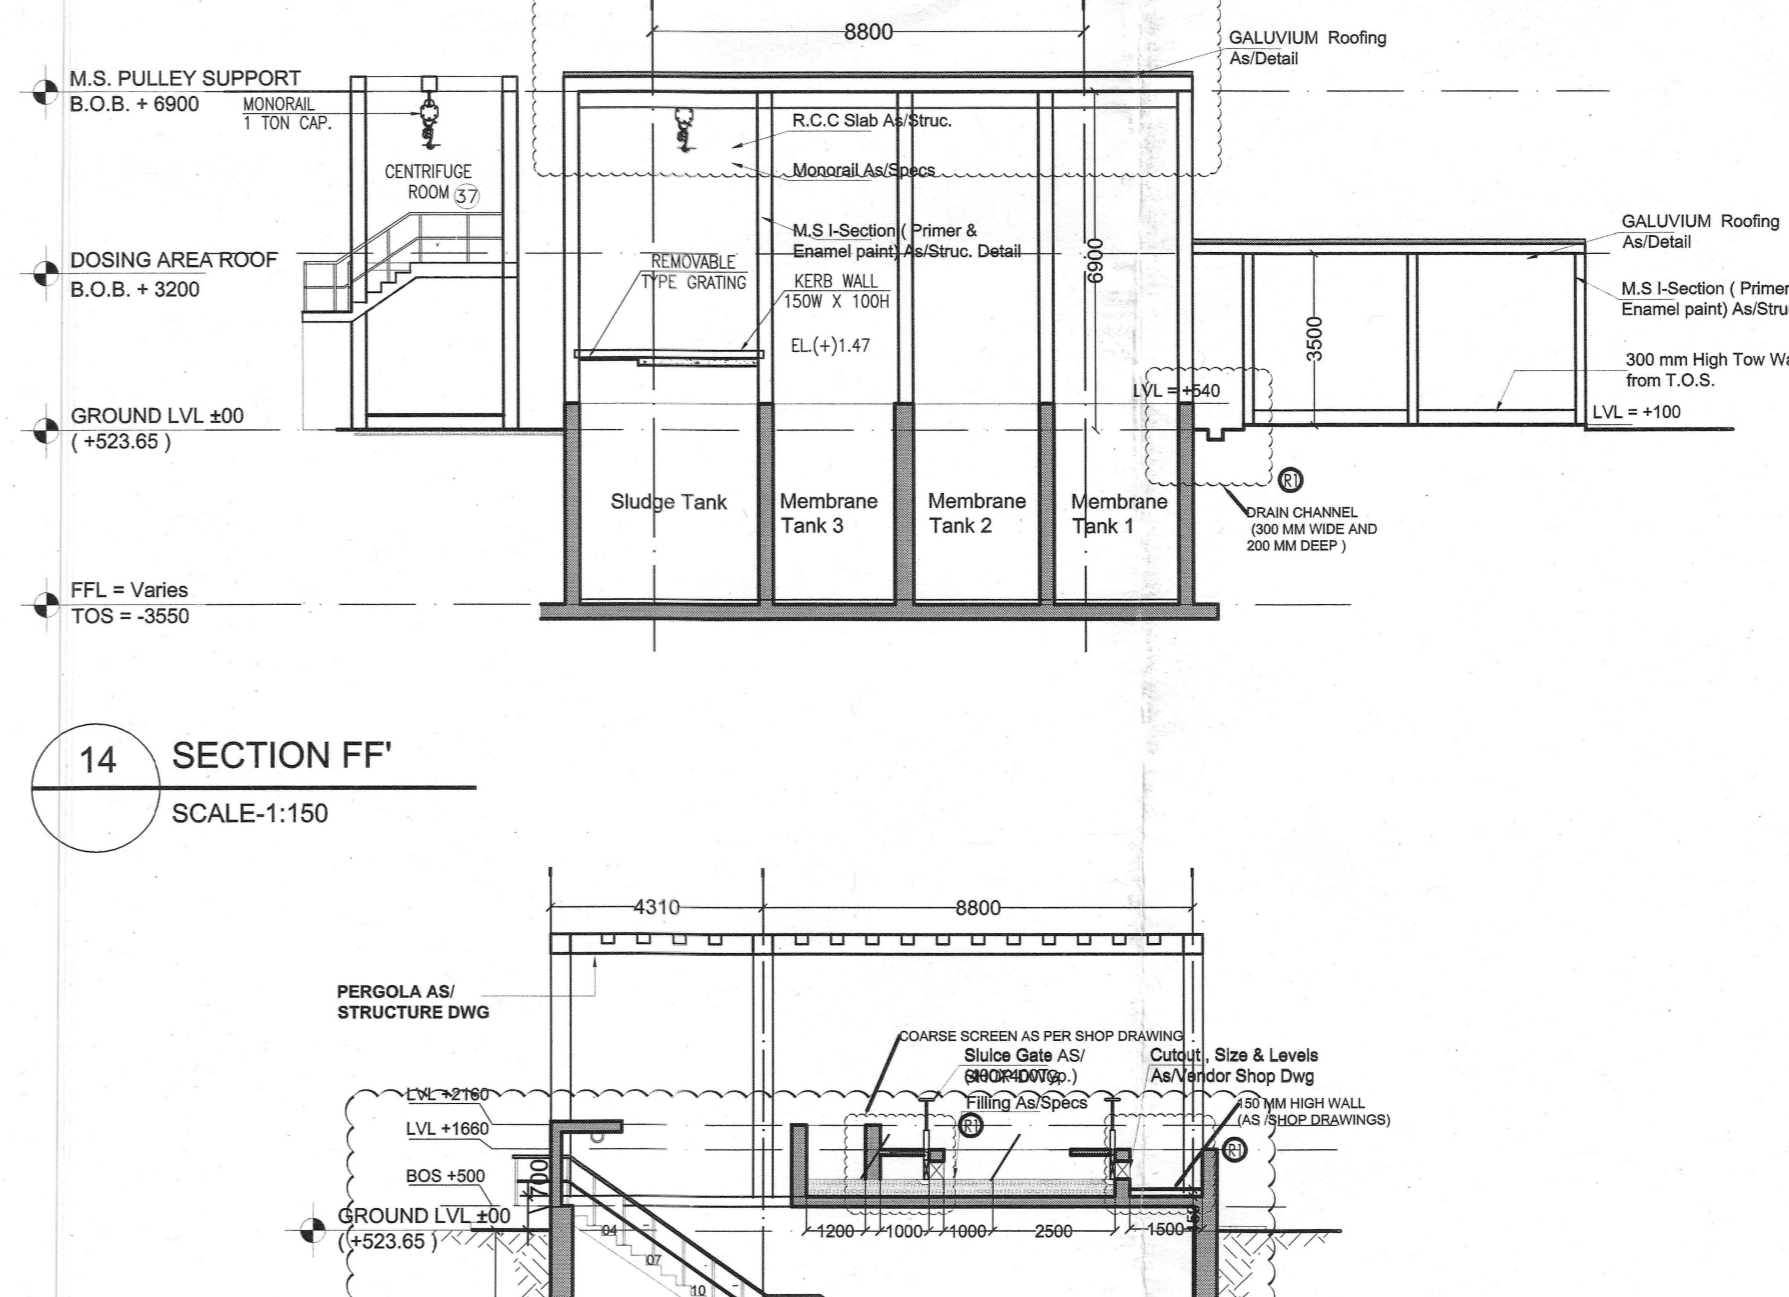 8800
GALUVIUM Roofing
As/Detail
M.S. PULLEY SUPPORT
B.O.B. + 6900
MONORAIL
1 TON CAP.
R.C.C Slab As/Struc.
Monorail As/Specs
CENTRIFUGE
ROOM 37
M.S I-Section ( Primer &
Enamel paint) As/Struc. Detail
GALUVIUM Roofing
As/Detail
DOSING AREA ROOF
B.O.B. + 3200
REMOVABLE
TYPE GRATING
KERB WALL
150W X 100H
6900
M.S I-Section ( Primer
Enamel paint) As/Stru
EL.(+)1.47
3500
300 mm High Tow Wa
from T.O.S.
LVL = +540
LVL = +100
GROUND LVL ±00
( +523.65 )
R1
Sludge Tank
Membrane
Tank 3
Membrane
Tank 2
Membrane
Tank 1
DRAIN CHANNEL
(300 MM WIDE AND
200 MM DEEP )
FFL = Varies
TOS = -3550
14
SECTION FF'
SCALE-1:150
4310
8800
PERGOLA AS/
STRUCTURE DWG
COARSE SCREEN AS PER SHOP DRAWING
Sluice Gate AS/
Cutout , Size & Levels
As/Vendor Shop Dwg
Filling As/Specs
150 MM HIGH WALL
(AS /SHOP DRAWINGS)
R1
R1
LVL +2160
LVL +1660
BOS +500
1700
GROUND LVL ±00
( +523.65 )
04
07
10
1200
1000
1000
2500
1500